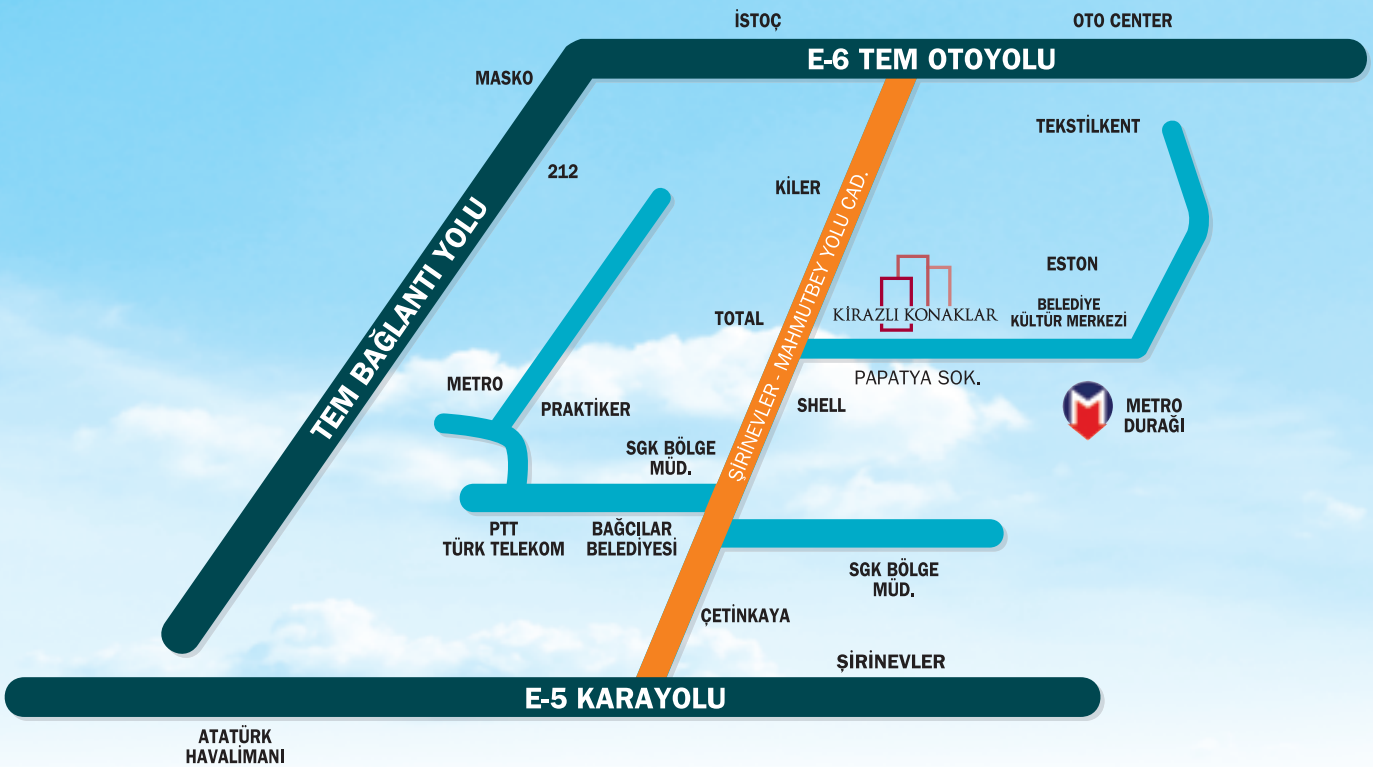 İSTOÇ
OTO CENTER
E-6 TEM OTOYOLU
MASKO
TEKSTİLKENT
212
KİLER
TEM BAĞLANTI YOLU
ŞİRİNEVLER - MAHMUTBEY YOLU CAD.
ESTON
KİRAZLI KONAKLAR
BELEDİYE
KÜLTÜR MERKEZİ
TOTAL
PAPATYA SOK.
METRO
PRAKTİKER
SHELL
M
METRO
DURAĞI
SGK BÖLGE
MÜD.
PTT
TÜRK TELEKOM
BAĞCILAR
BELEDİYESİ
SGK BÖLGE
MÜD.
ÇETİNKAYA
ŞİRİNEVLER
E-5 KARAYOLU
ATATÜRK
HAVALİMANI